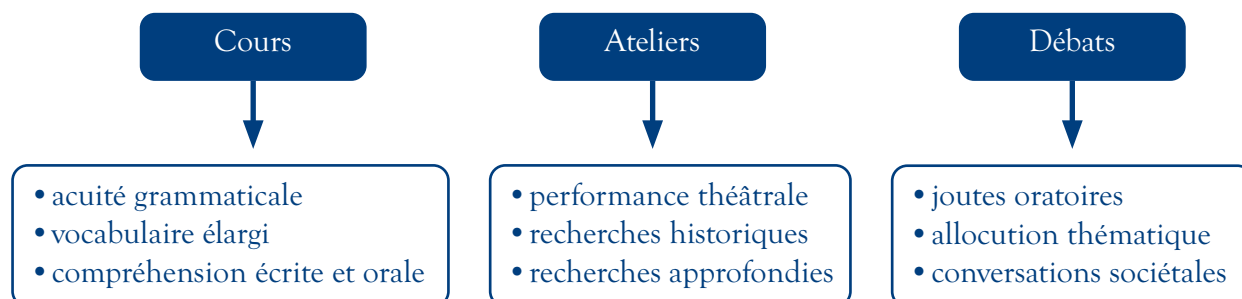 Cours
Ateliers
Débats
• acuité grammaticale
• vocabulaire élargi
• compréhension écrite et orale
• performance théâtrale
• recherches historiques
• recherches approfondies
• joutes oratoires
• allocution thématique
• conversations sociétales